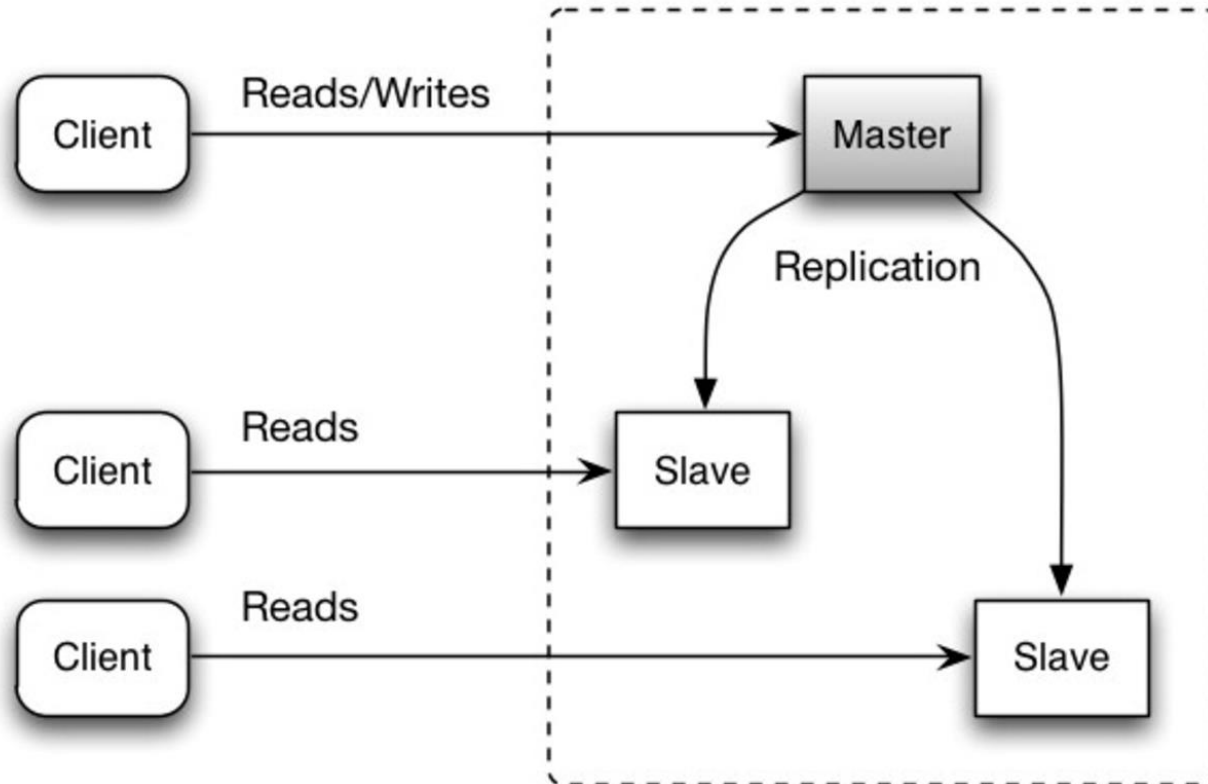 Reads/Writes
Client
Master
Replication
Reads
Client
Slave
Reads
Client
Slave